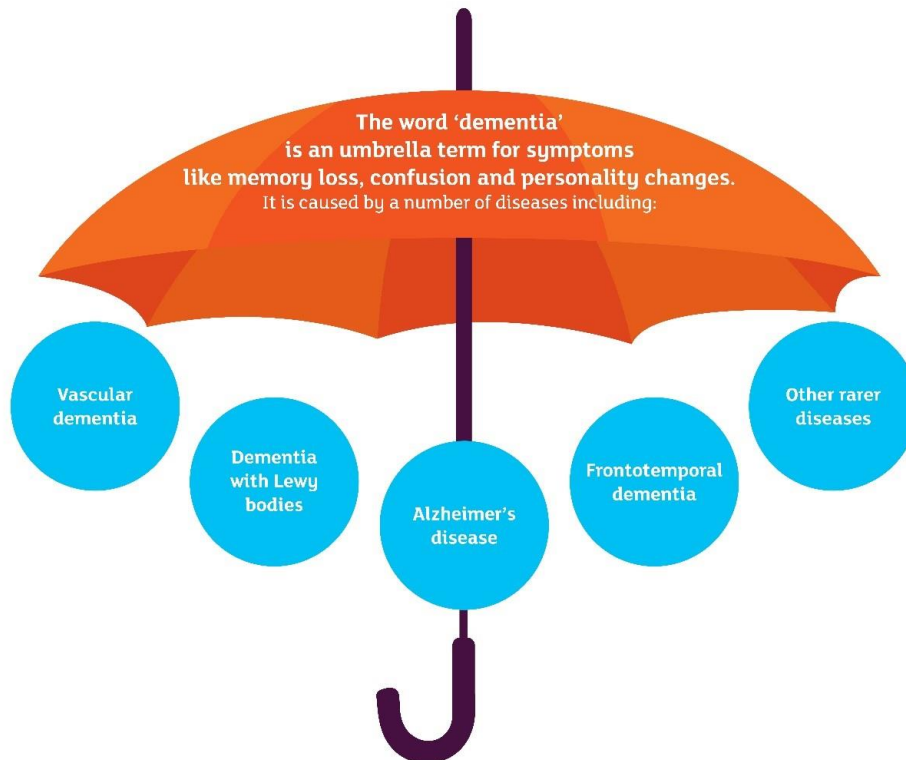 The word ‘dementia’
is an umbrella term for symptoms
like memory loss, confusion and personality changes.
It is caused by a number of diseases including:
Vascular
dementia
Dementia
with Lewy
bodies
Alzheimer’s
disease
Frontotemporal
dementia
Other rarer
diseases